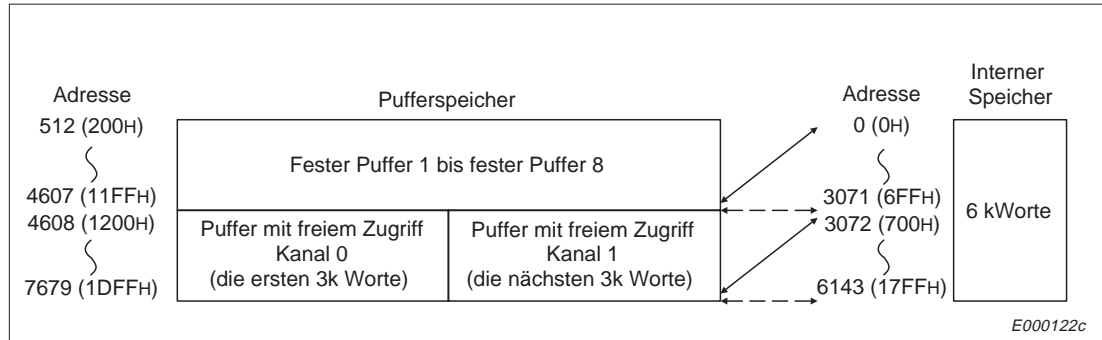 Interner
Speicher
Adresse
Pufferspeicher
Adresse
512 (200H)
0 (0H)
Fester Puffer 1 bis fester Puffer 8
4607 (11FFH)
3071 (6FFH)
4608 (1200H)
3072 (700H)
6 kWorte
Puffer mit freiem Zugriff
Kanal 0
(die ersten 3k Worte)
Puffer mit freiem Zugriff
Kanal 1
(die nächsten 3k Worte)
7679 (1DFFH)
6143 (17FFH)
E000122c